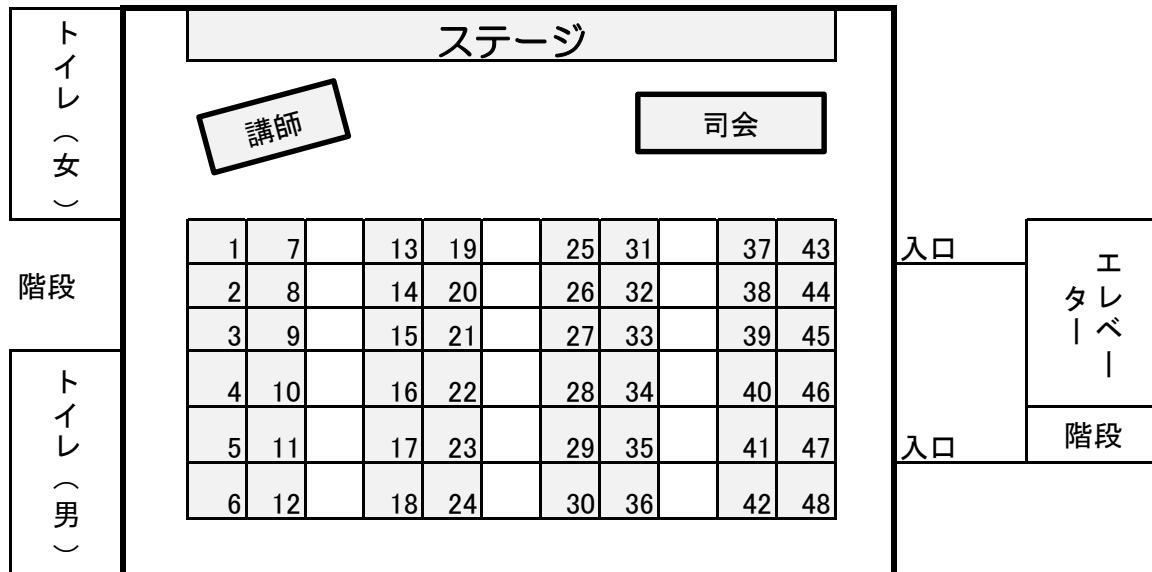 ステージ
トイレ（女）
講師
司会
階段
1 7 13 19 25 31 37 43
2 8 14 20 26 32 38 44
3 9 15 21 27 33 39 45
4 10 16 22 28 34 40 46
5 11 17 23 29 35 41 47
6 12 18 24 30 36 42 48
トイレ（男）
入口
入口
エレベー
ター
階段